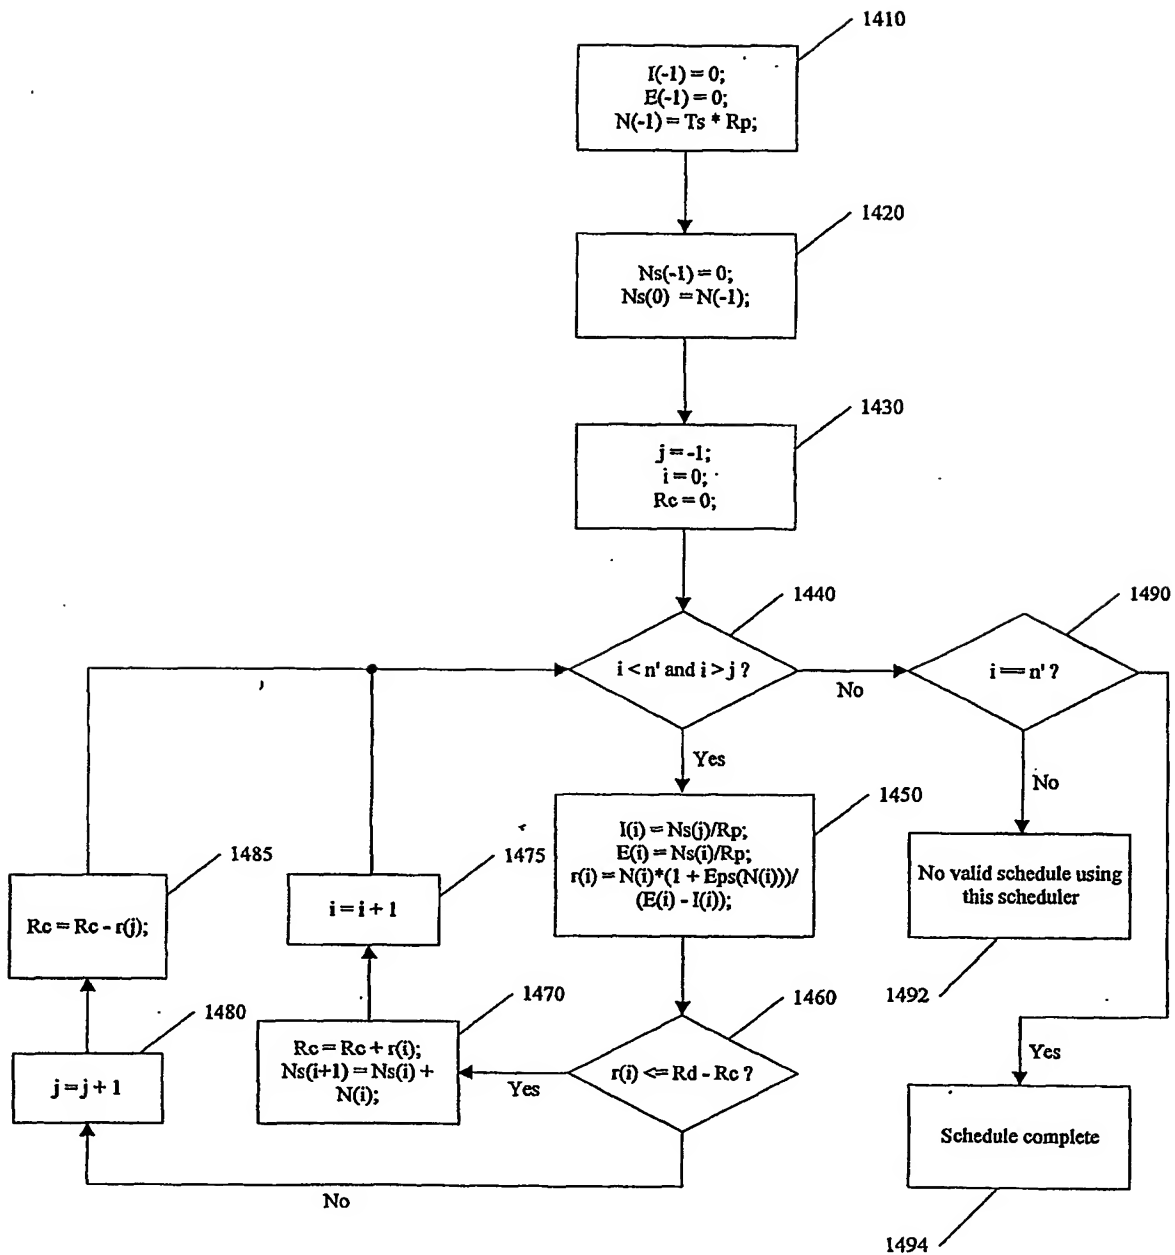 1410
I(-1) = 0;
E(-1) = 0;
N(-1) = Ts * Rp;
1420
Ns(-1) = 0;
Ns(0) = N(-1);
1430
j = -1;
i = 0;
Rc = 0;
1440
i < n' and i > j ?
No
Yes
1490
i == n' ?
No
1450
I(i) = Ns(j)/Rp;
E(i) = Ns(i)/Rp;
r(i) = N(i)*(1 + Eps(N(i)))/
(E(i) - I(i));
1485
Rc = Rc - r(j);
1475
i = i + 1
No valid schedule using
this scheduler
1492
1480
j = j + 1
1470
Rc = Rc + r(i);
Ns(i+1) = Ns(i) +
N(i);
Yes
1460
r(i) <= Rd - Rc ?
No
Yes
Schedule complete
1494